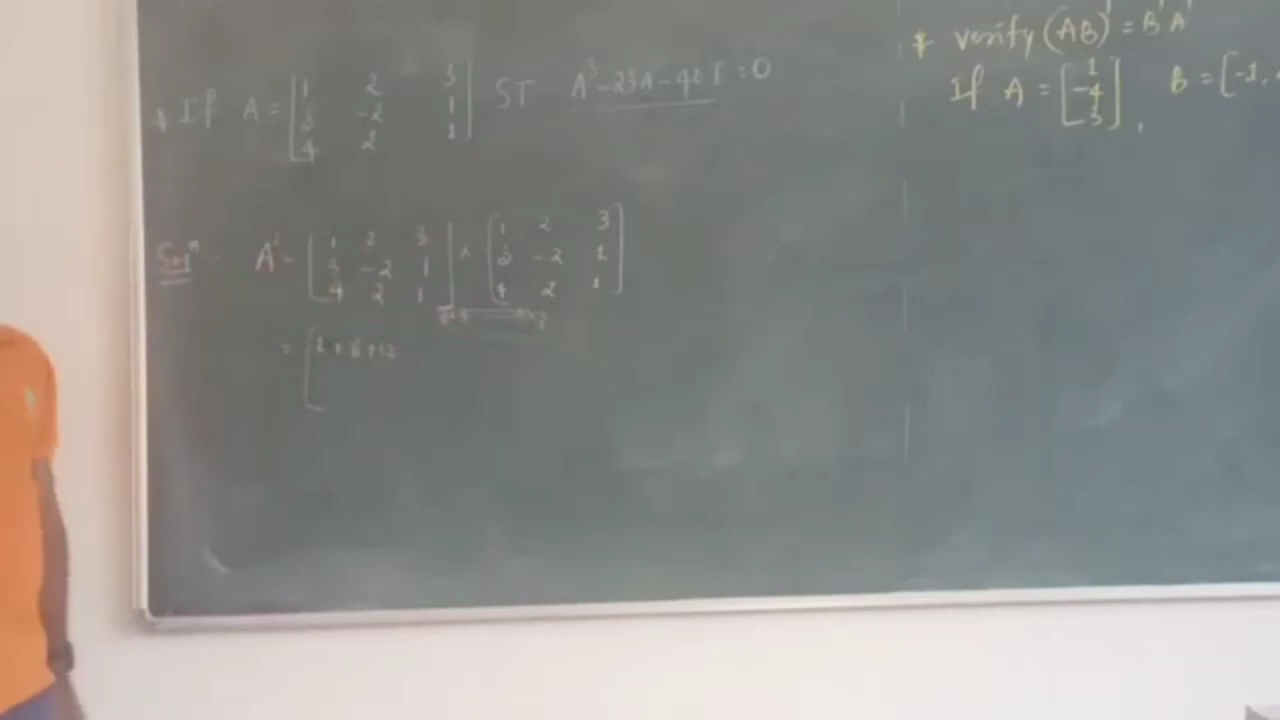 * If A = [1 2 3
3 -2 1
4 2 1] ST A³-23A-40I=0
Solⁿ - A² = [1 2 3
3 -2 1
4 2 1] × [1 2 3
3 -2 1
4 2 1]
= [1+6+12
* Verify (AB)' = B'A'
If A = [1
-4
3], B = [-1,